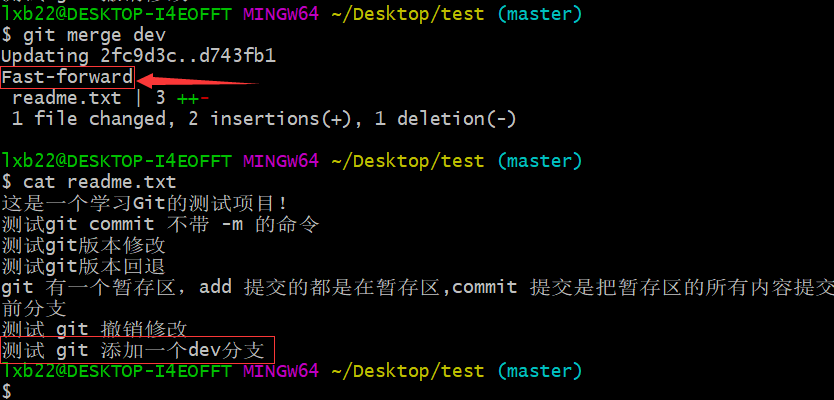 lxb22@DESKTOP-I4EOFFT MINGW64 ~/Desktop/test (master)
$ git merge dev
Updating 2fc9d3c..d743fb1
Fast-forward
 readme.txt | 3 ++-
 1 file changed, 2 insertions(+), 1 deletion(-)
lxb22@DESKTOP-I4EOFFT MINGW64 ~/Desktop/test (master)
$ cat readme.txt
这是一个学习Git的测试项目!
测试git commit 不带 -m 的命令
测试git版本修改
测试git版本回退
git 有一个暂存区，add 提交的都是在暂存区,commit 提交是把暂存区的所有内容提交
前分支
测试 git 撤销修改
测试 git 添加一个dev分支
lxb22@DESKTOP-I4EOFFT MINGW64 ~/Desktop/test (master)
$